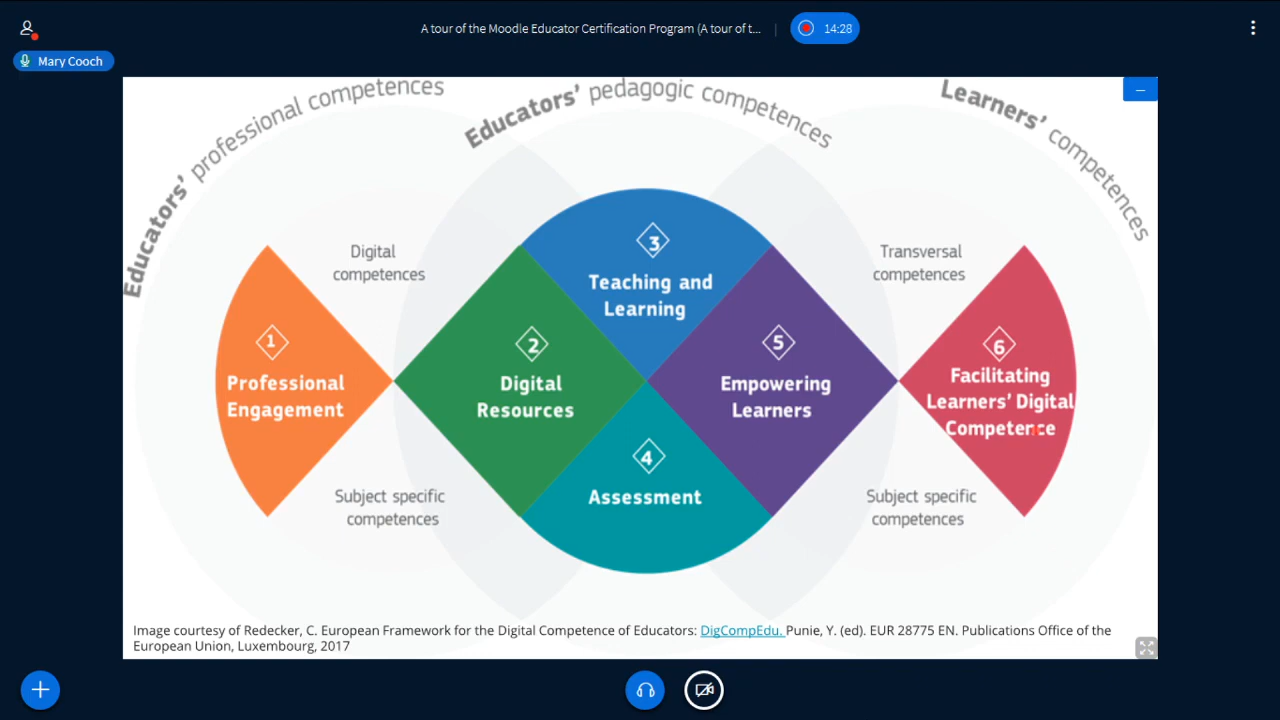 A tour of the Moodle Educator Certification Program (A tour of t...
14:28
Mary Cooch
Educators' professional competences
Educators' pedagogic competences
Learners' competences
Digital
competences
Transversal
competences
1
Professional
Engagement
2
Digital
Resources
3
Teaching and
Learning
4
Assessment
5
Empowering
Learners
6
Facilitating
Learners' Digital
Competence
Subject specific
competences
Subject specific
competences
Image courtesy of Redecker, C. European Framework for the Digital Competence of Educators: DigCompEdu. Punie, Y. (ed). EUR 28775 EN. Publications Office of the
European Union, Luxembourg, 2017